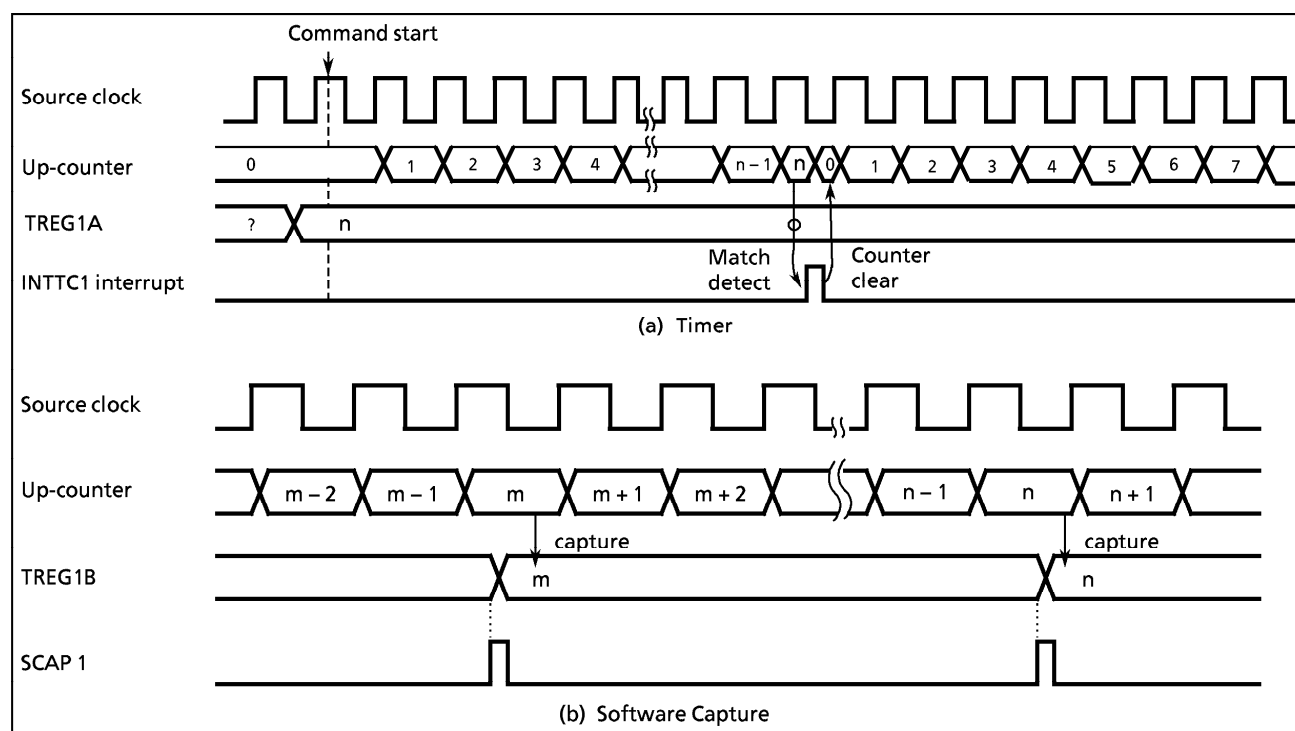 Command start
Source clock
Up-counter 0 1 2 3 4 n – 1 n 0 1 2 3 4 5 6 7
TREG1A ? n
INTTC1 interrupt
Match detect
Counter clear
(a) Timer
Source clock
Up-counter m – 2 m – 1 m m + 1 m + 2 n – 1 n n + 1
capture capture
TREG1B m n
SCAP 1
(b) Software Capture